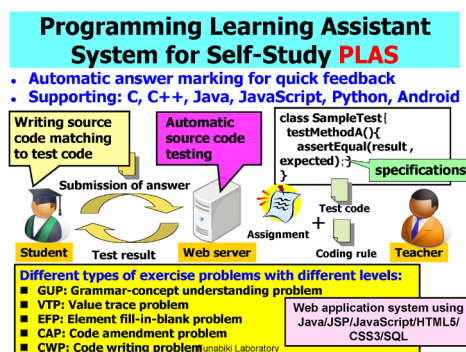 Programming Learning Assistant
System for Self-Study PLAS
• Automatic answer marking for quick feedback
• Supporting: C, C++, Java, JavaScript, Python, Android
Writing source
code matching
to test code
Automatic
source code
testing
class SampleTest{
testMethodA(){
assertEqual(result ,
expected);}
}
specifications
Submission of answer
Test code
Assignment
+
Coding rule
Student
Test result
Web server
Teacher
Different types of exercise problems with different levels:
■ GUP: Grammar-concept understanding problem
■ VTP: Value trace problem
■ EFP: Element fill-in-blank problem
■ CAP: Code amendment problem
■ CWP: Code writing problem
Web application system using
Java/JSP/JavaScript/HTML5/
CSS3/SQL
Funabiki Laboratory